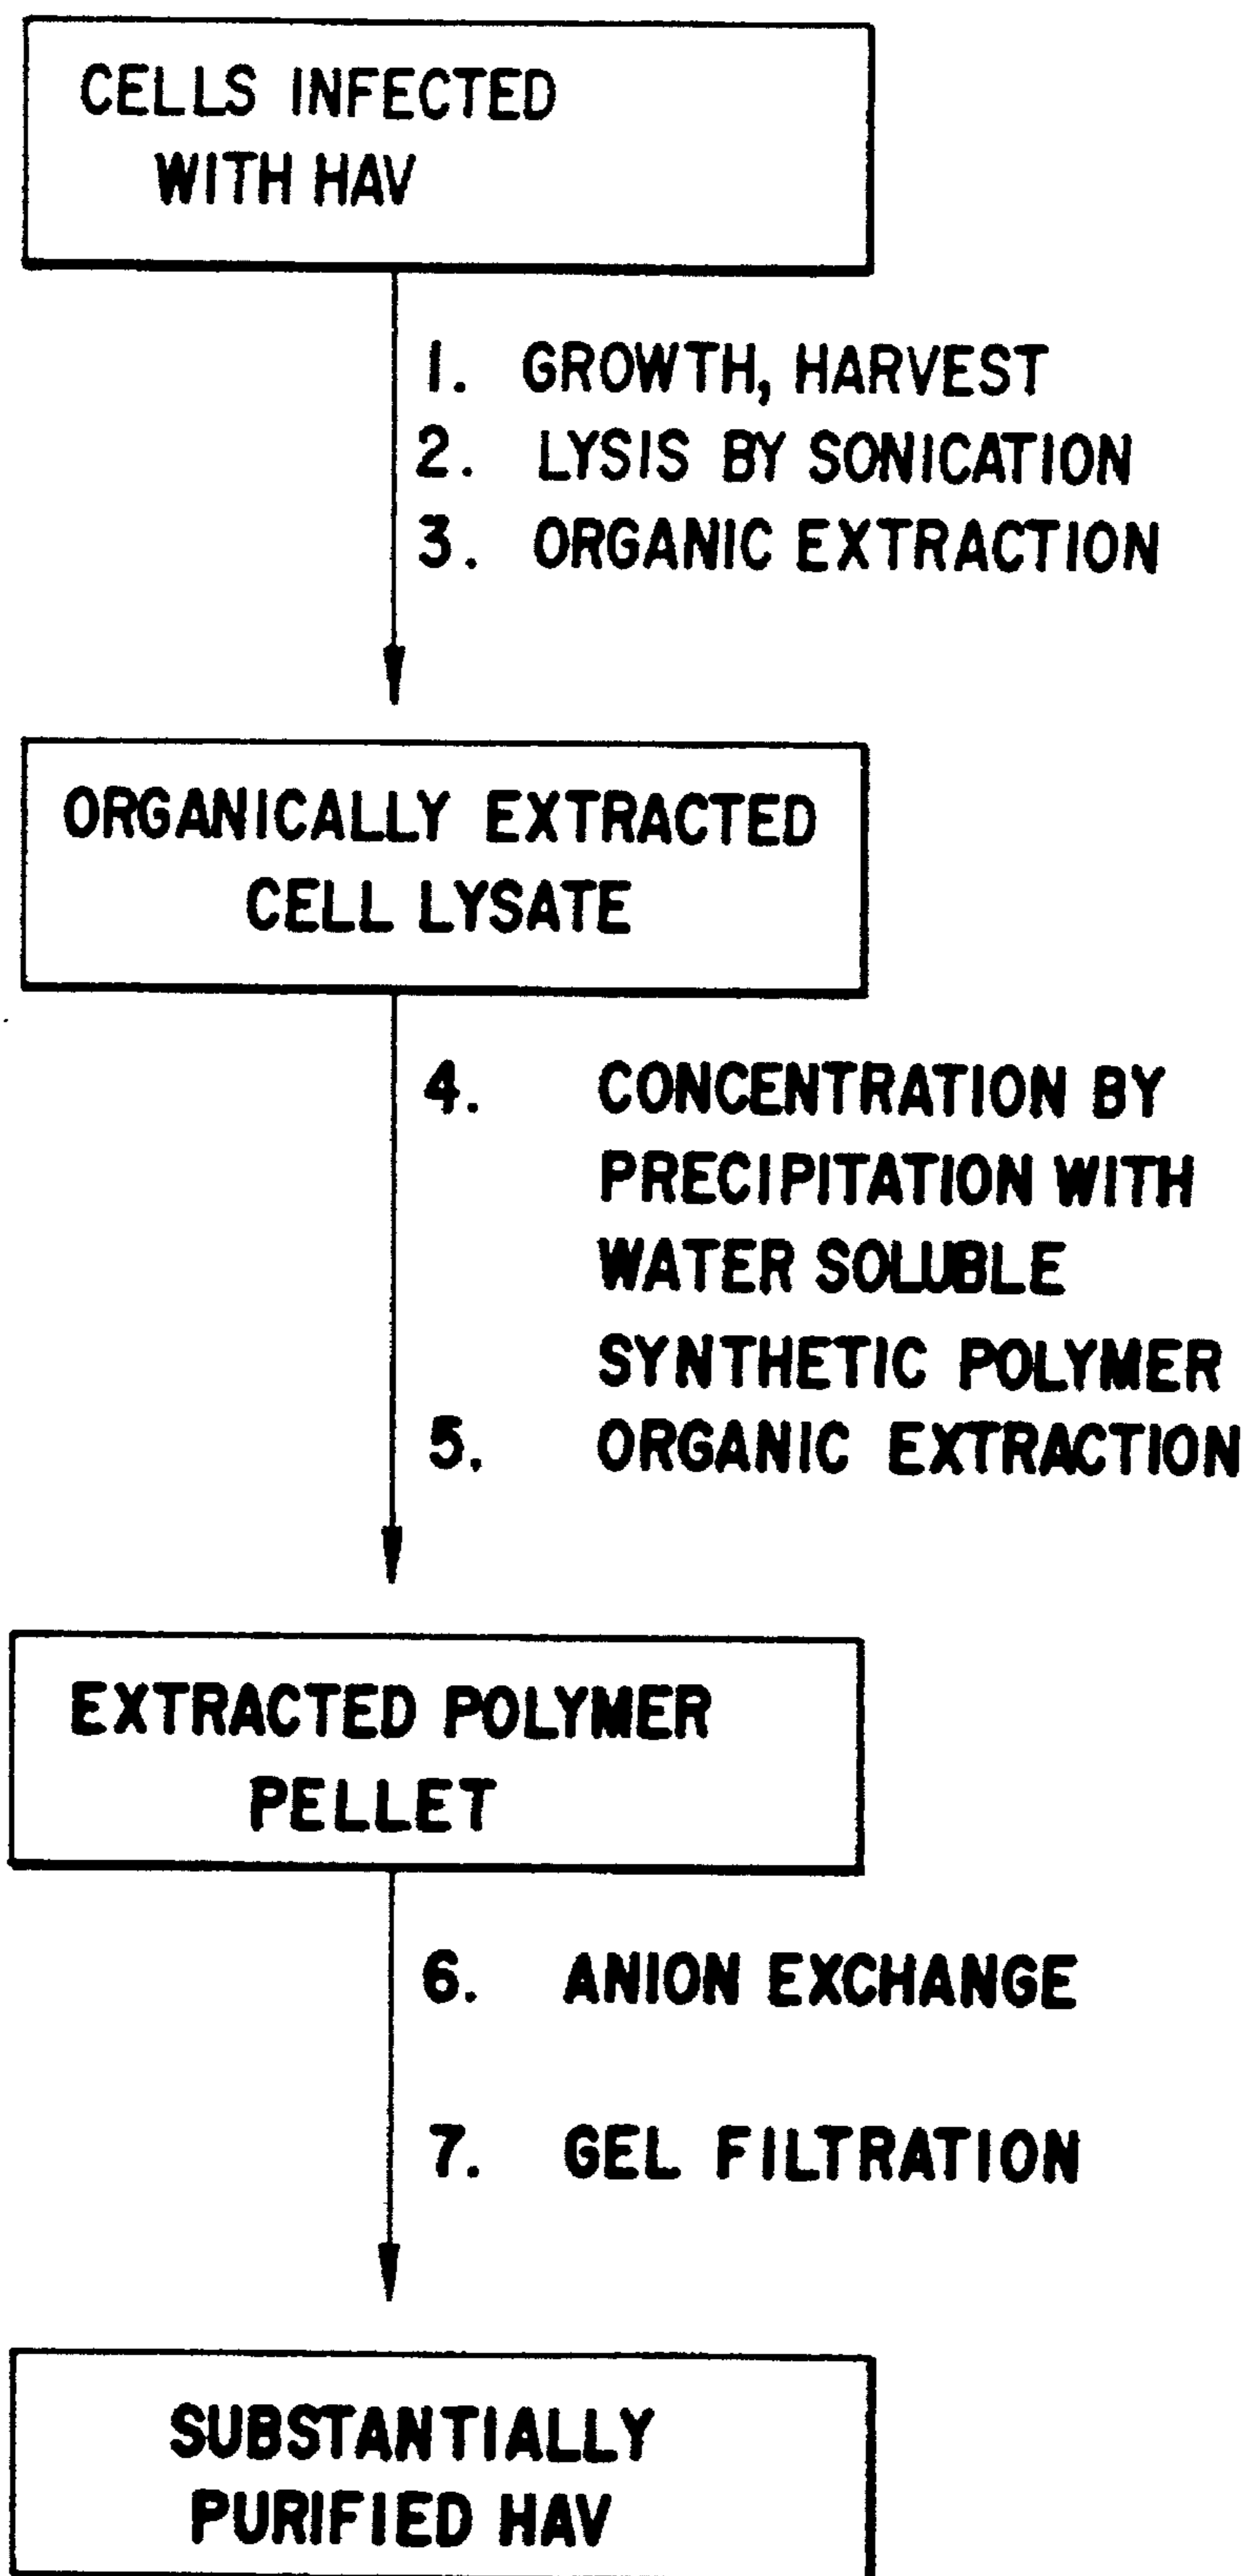 CELLS INFECTED
WITH HAV
1. GROWTH, HARVEST
2. LYSIS BY SONICATION
3. ORGANIC EXTRACTION
ORGANICALLY EXTRACTED
CELL LYSATE
4. CONCENTRATION BY
PRECIPITATION WITH
WATER SOLUBLE
SYNTHETIC POLYMER
5. ORGANIC EXTRACTION
EXTRACTED POLYMER
PELLET
6. ANION EXCHANGE
7. GEL FILTRATION
SUBSTANTIALLY
PURIFIED HAV